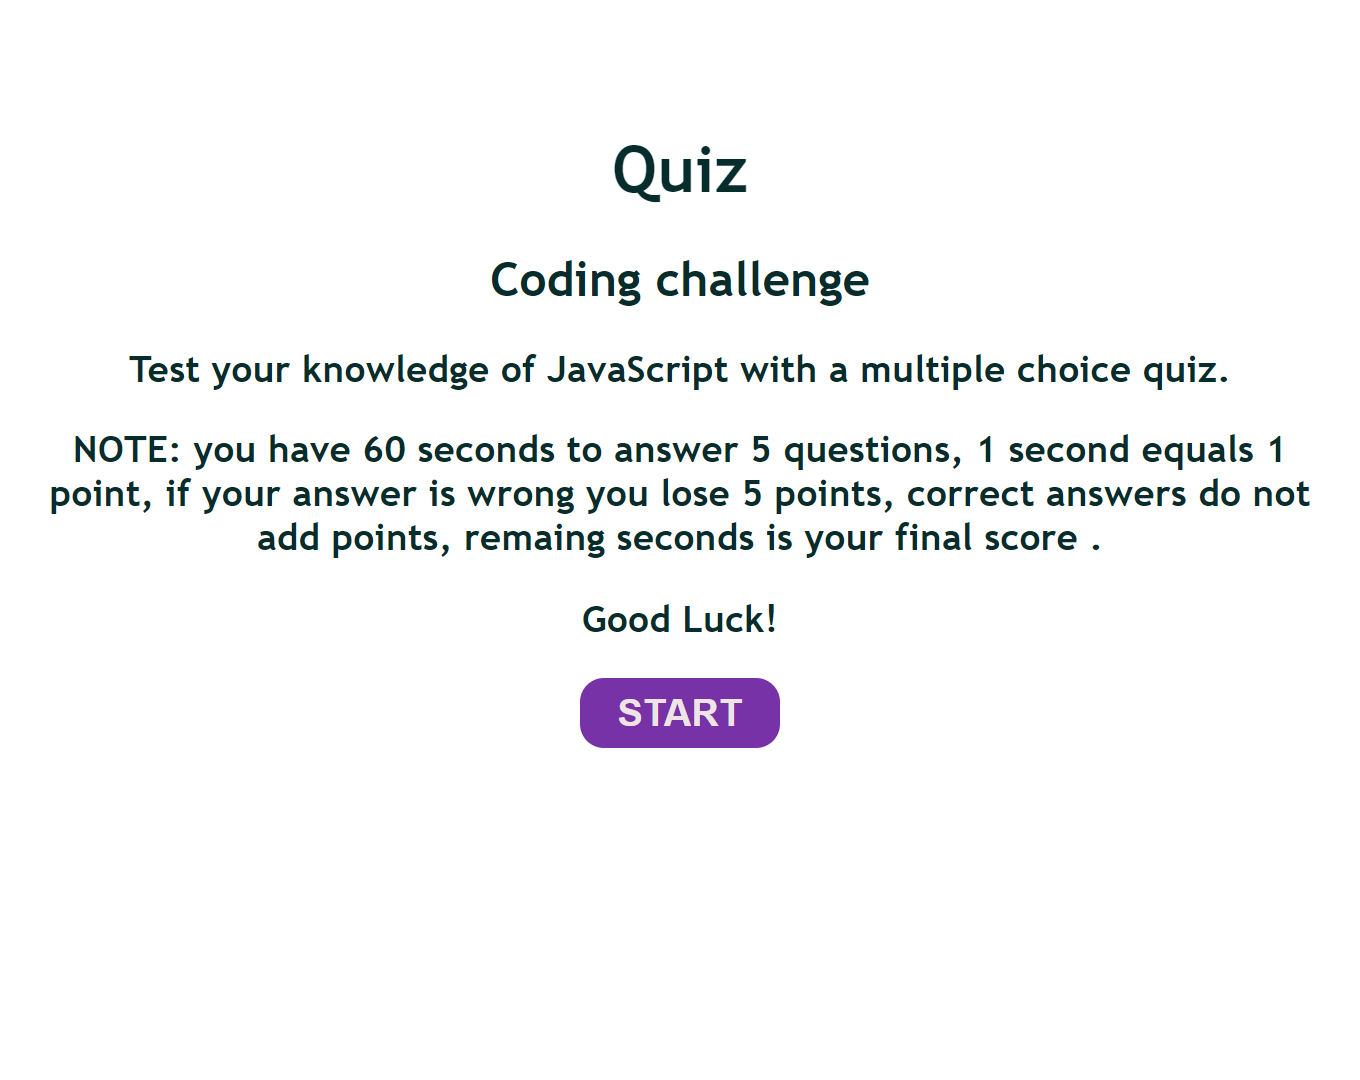 Quiz
Coding challenge
Test your knowledge of JavaScript with a multiple choice quiz.
NOTE: you have 60 seconds to answer 5 questions, 1 second equals 1
point, if your answer is wrong you lose 5 points, correct answers do not
add points, remaing seconds is your final score .
Good Luck!
START